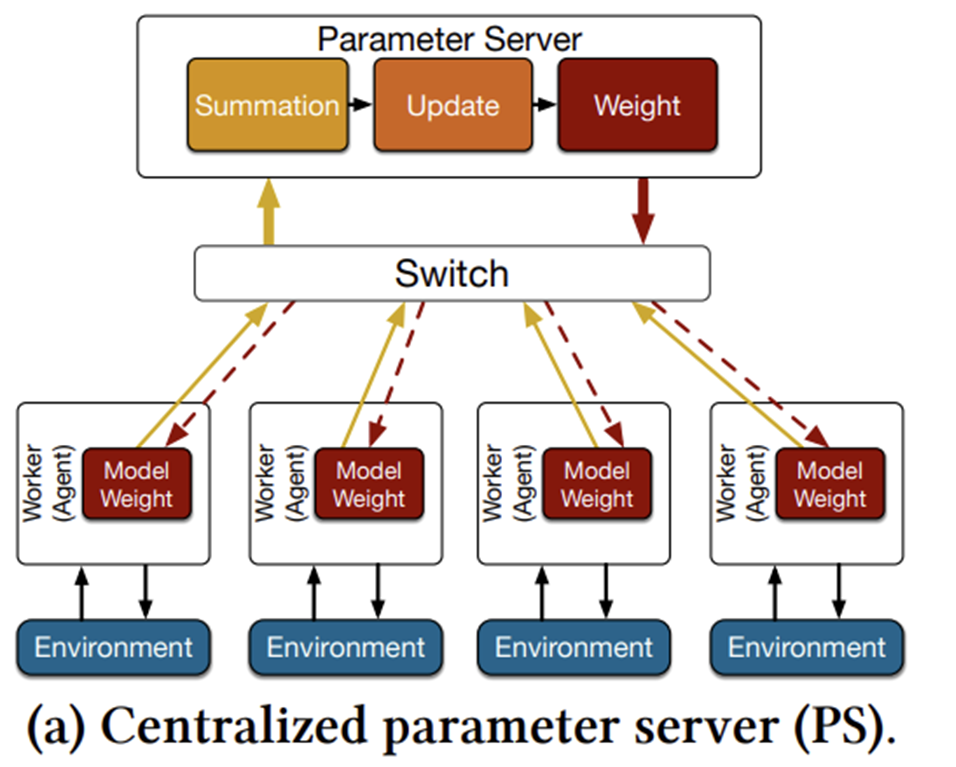 Parameter Server
Summation
Update
Weight
Switch
Worker
(Agent)
Model
Weight
Worker
(Agent)
Model
Weight
Worker
(Agent)
Model
Weight
Worker
(Agent)
Model
Weight
Environment
Environment
Environment
Environment
(a) Centralized parameter server (PS).